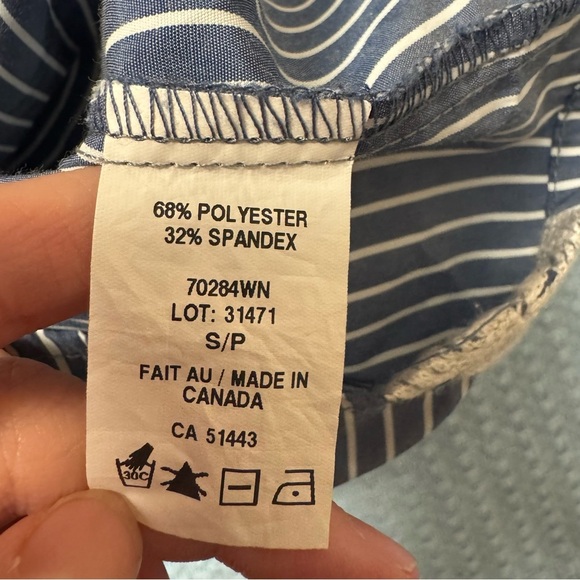 68% POLYESTER
32% SPANDEX
70284WN
LOT: 31471
S/P
FAIT AU / MADE IN
CANADA
CA 51443
30C